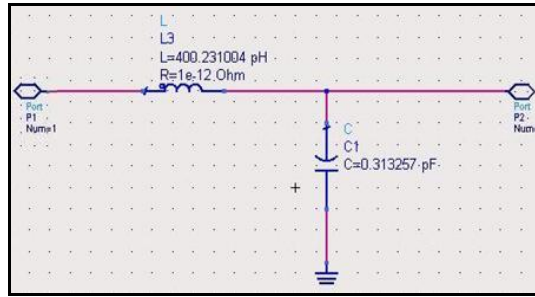 L
L3
L=400.231004 pH
R=1e-12 Ohm
Port
P1
Num=1
Port
P2
Num=
C
C1
C=0.313257 pF